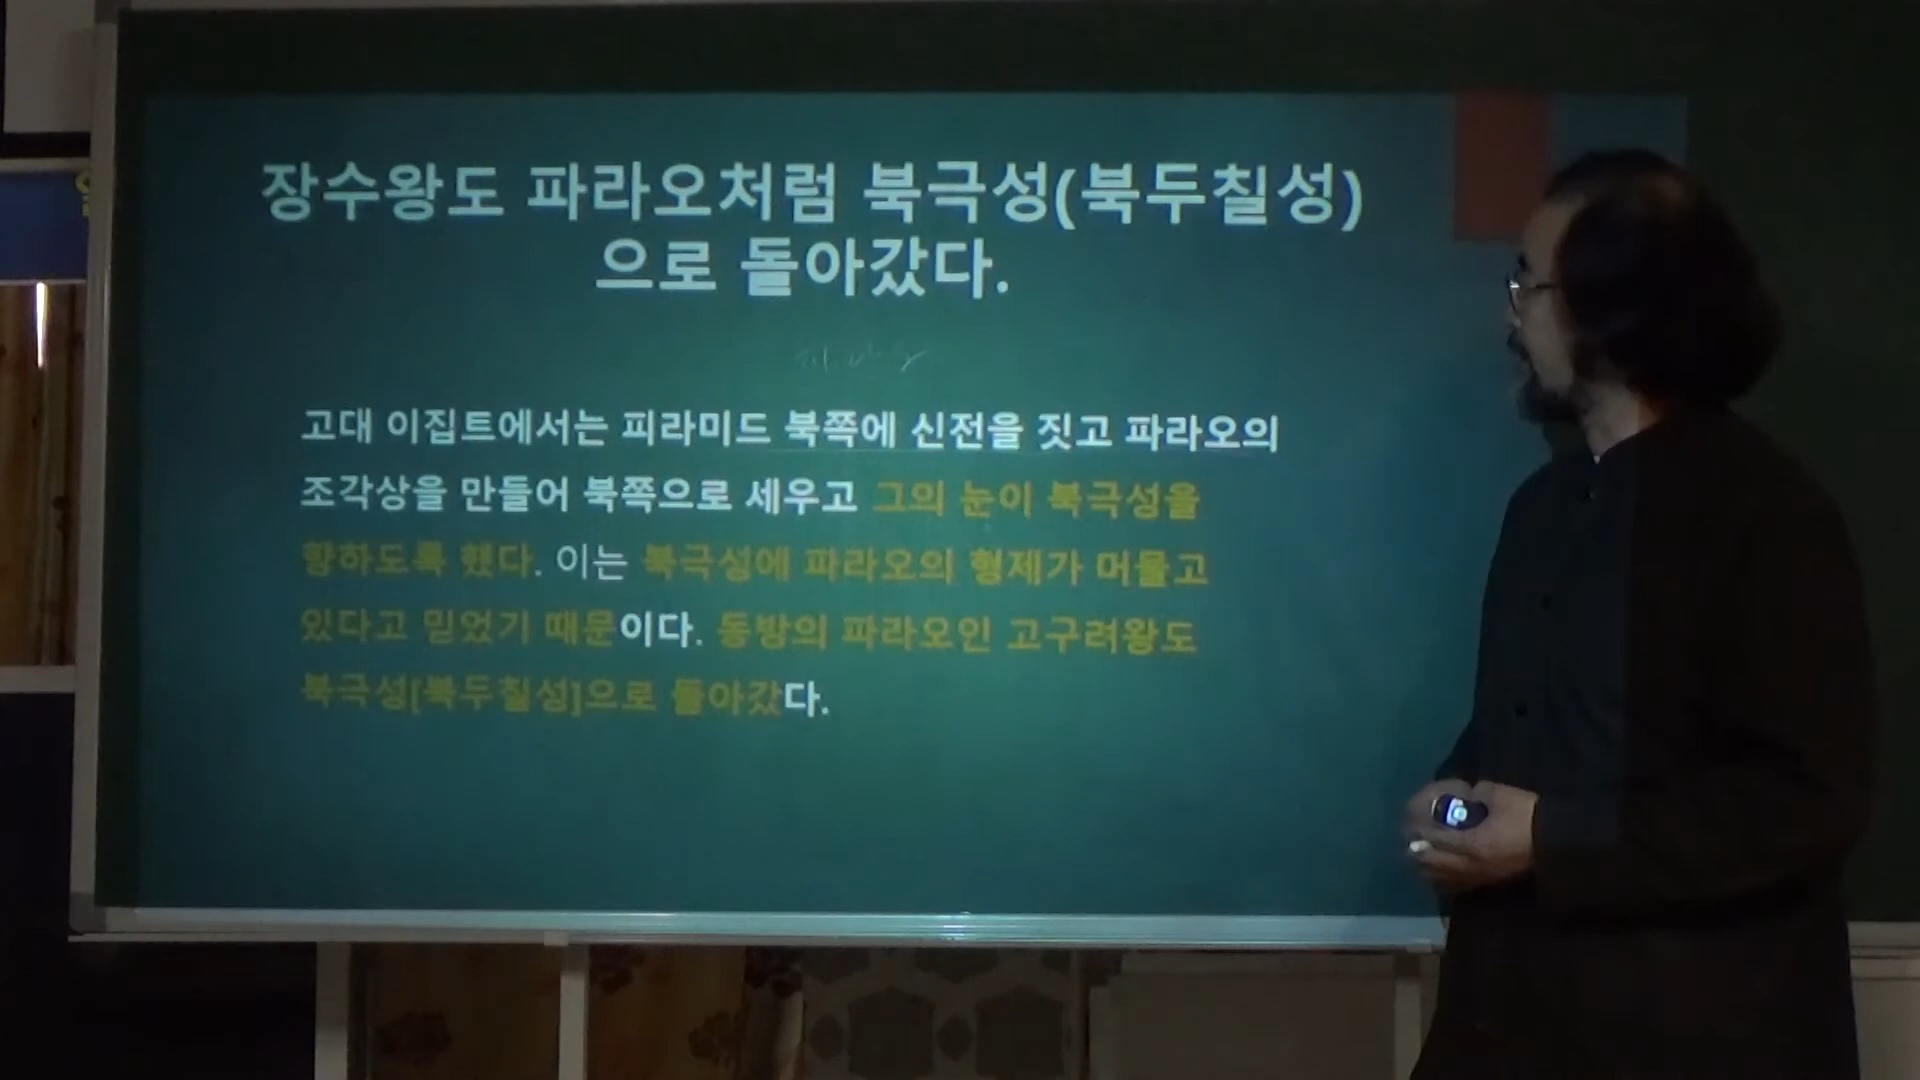 장수왕도 파라오처럼 북극성(북두칠성)
으로 돌아갔다.
고대 이집트에서는 피라미드 북쪽에 신전을 짓고 파라오의
조각상을 만들어 북쪽으로 세우고 그의 눈이 북극성을
향하도록 했다. 이는 북극성에 파라오의 형제가 머물고
있다고 믿었기 때문이다. 동방의 파라오인 고구려왕도
북극성[북두칠성]으로 돌아갔다.